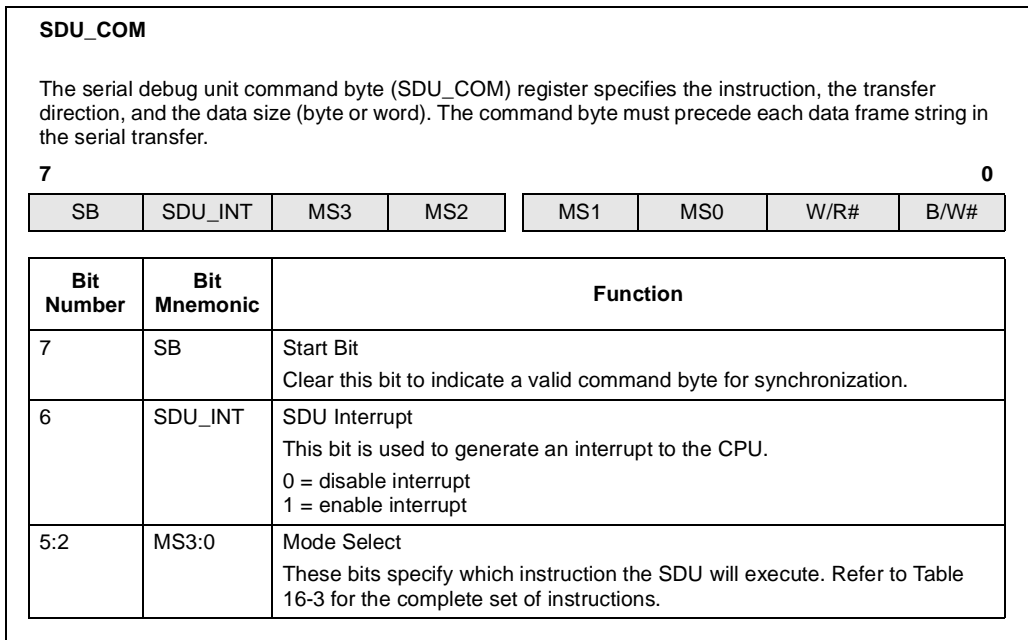 SDU_COM
The serial debug unit command byte (SDU_COM) register specifies the instruction, the transfer
direction, and the data size (byte or word). The command byte must precede each data frame string in
the serial transfer.
7 0
SB SDU_INT MS3 MS2 MS1 MS0 W/R# B/W#
Bit Number Bit Mnemonic Function
7 SB Start Bit
Clear this bit to indicate a valid command byte for synchronization.
6 SDU_INT SDU Interrupt
This bit is used to generate an interrupt to the CPU.
0 = disable interrupt
1 = enable interrupt
5:2 MS3:0 Mode Select
These bits specify which instruction the SDU will execute. Refer to Table
16-3 for the complete set of instructions.